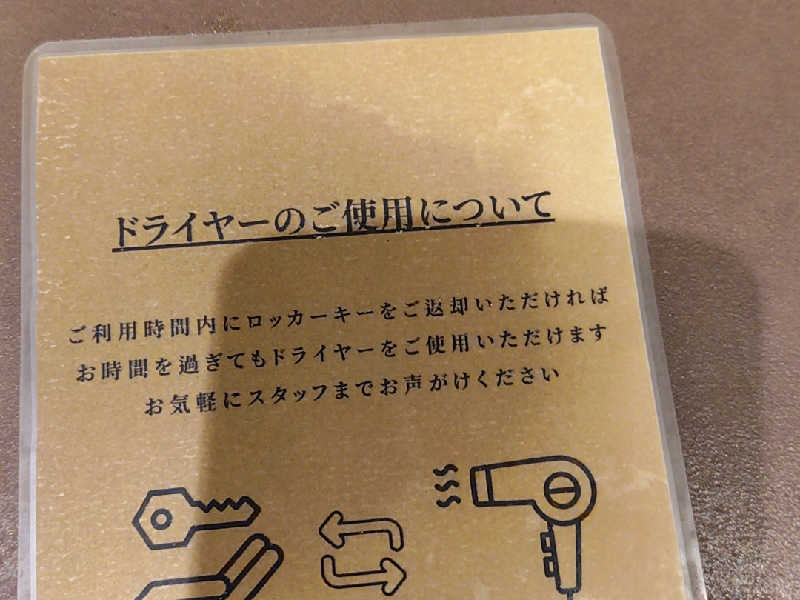 ドライヤーのご使用について
ご利用時間内にロッカーキーをご返却いただければ
お時間を過ぎてもドライヤーをご使用いただけます
お気軽にスタッフまでお声がけください